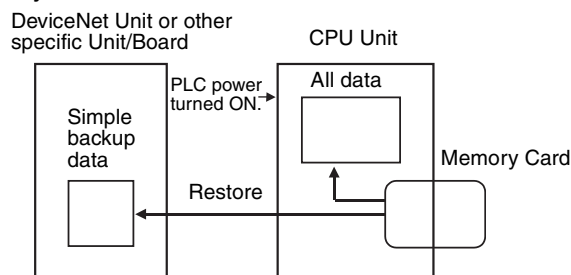 DeviceNet Unit or other
specific Unit/Board
CPU Unit
PLC power
turned ON.
All data
Simple
backup
data
Memory Card
Restore